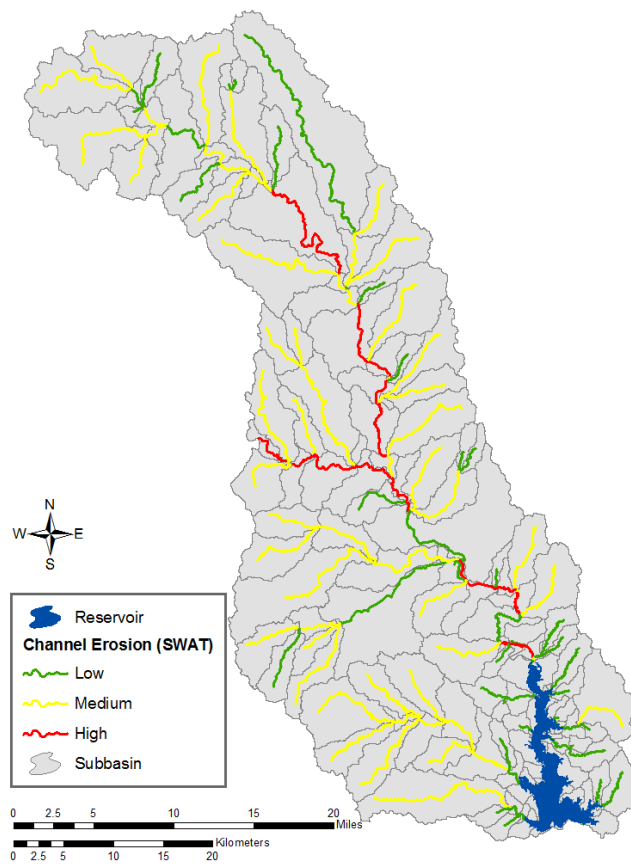 N
W E
S
Reservoir
Channel Erosion (SWAT)
Low
Medium
High
Subbasin
0 2.5 5 10 15 20
Miles
Kilometers
0 2.5 5 10 15 20